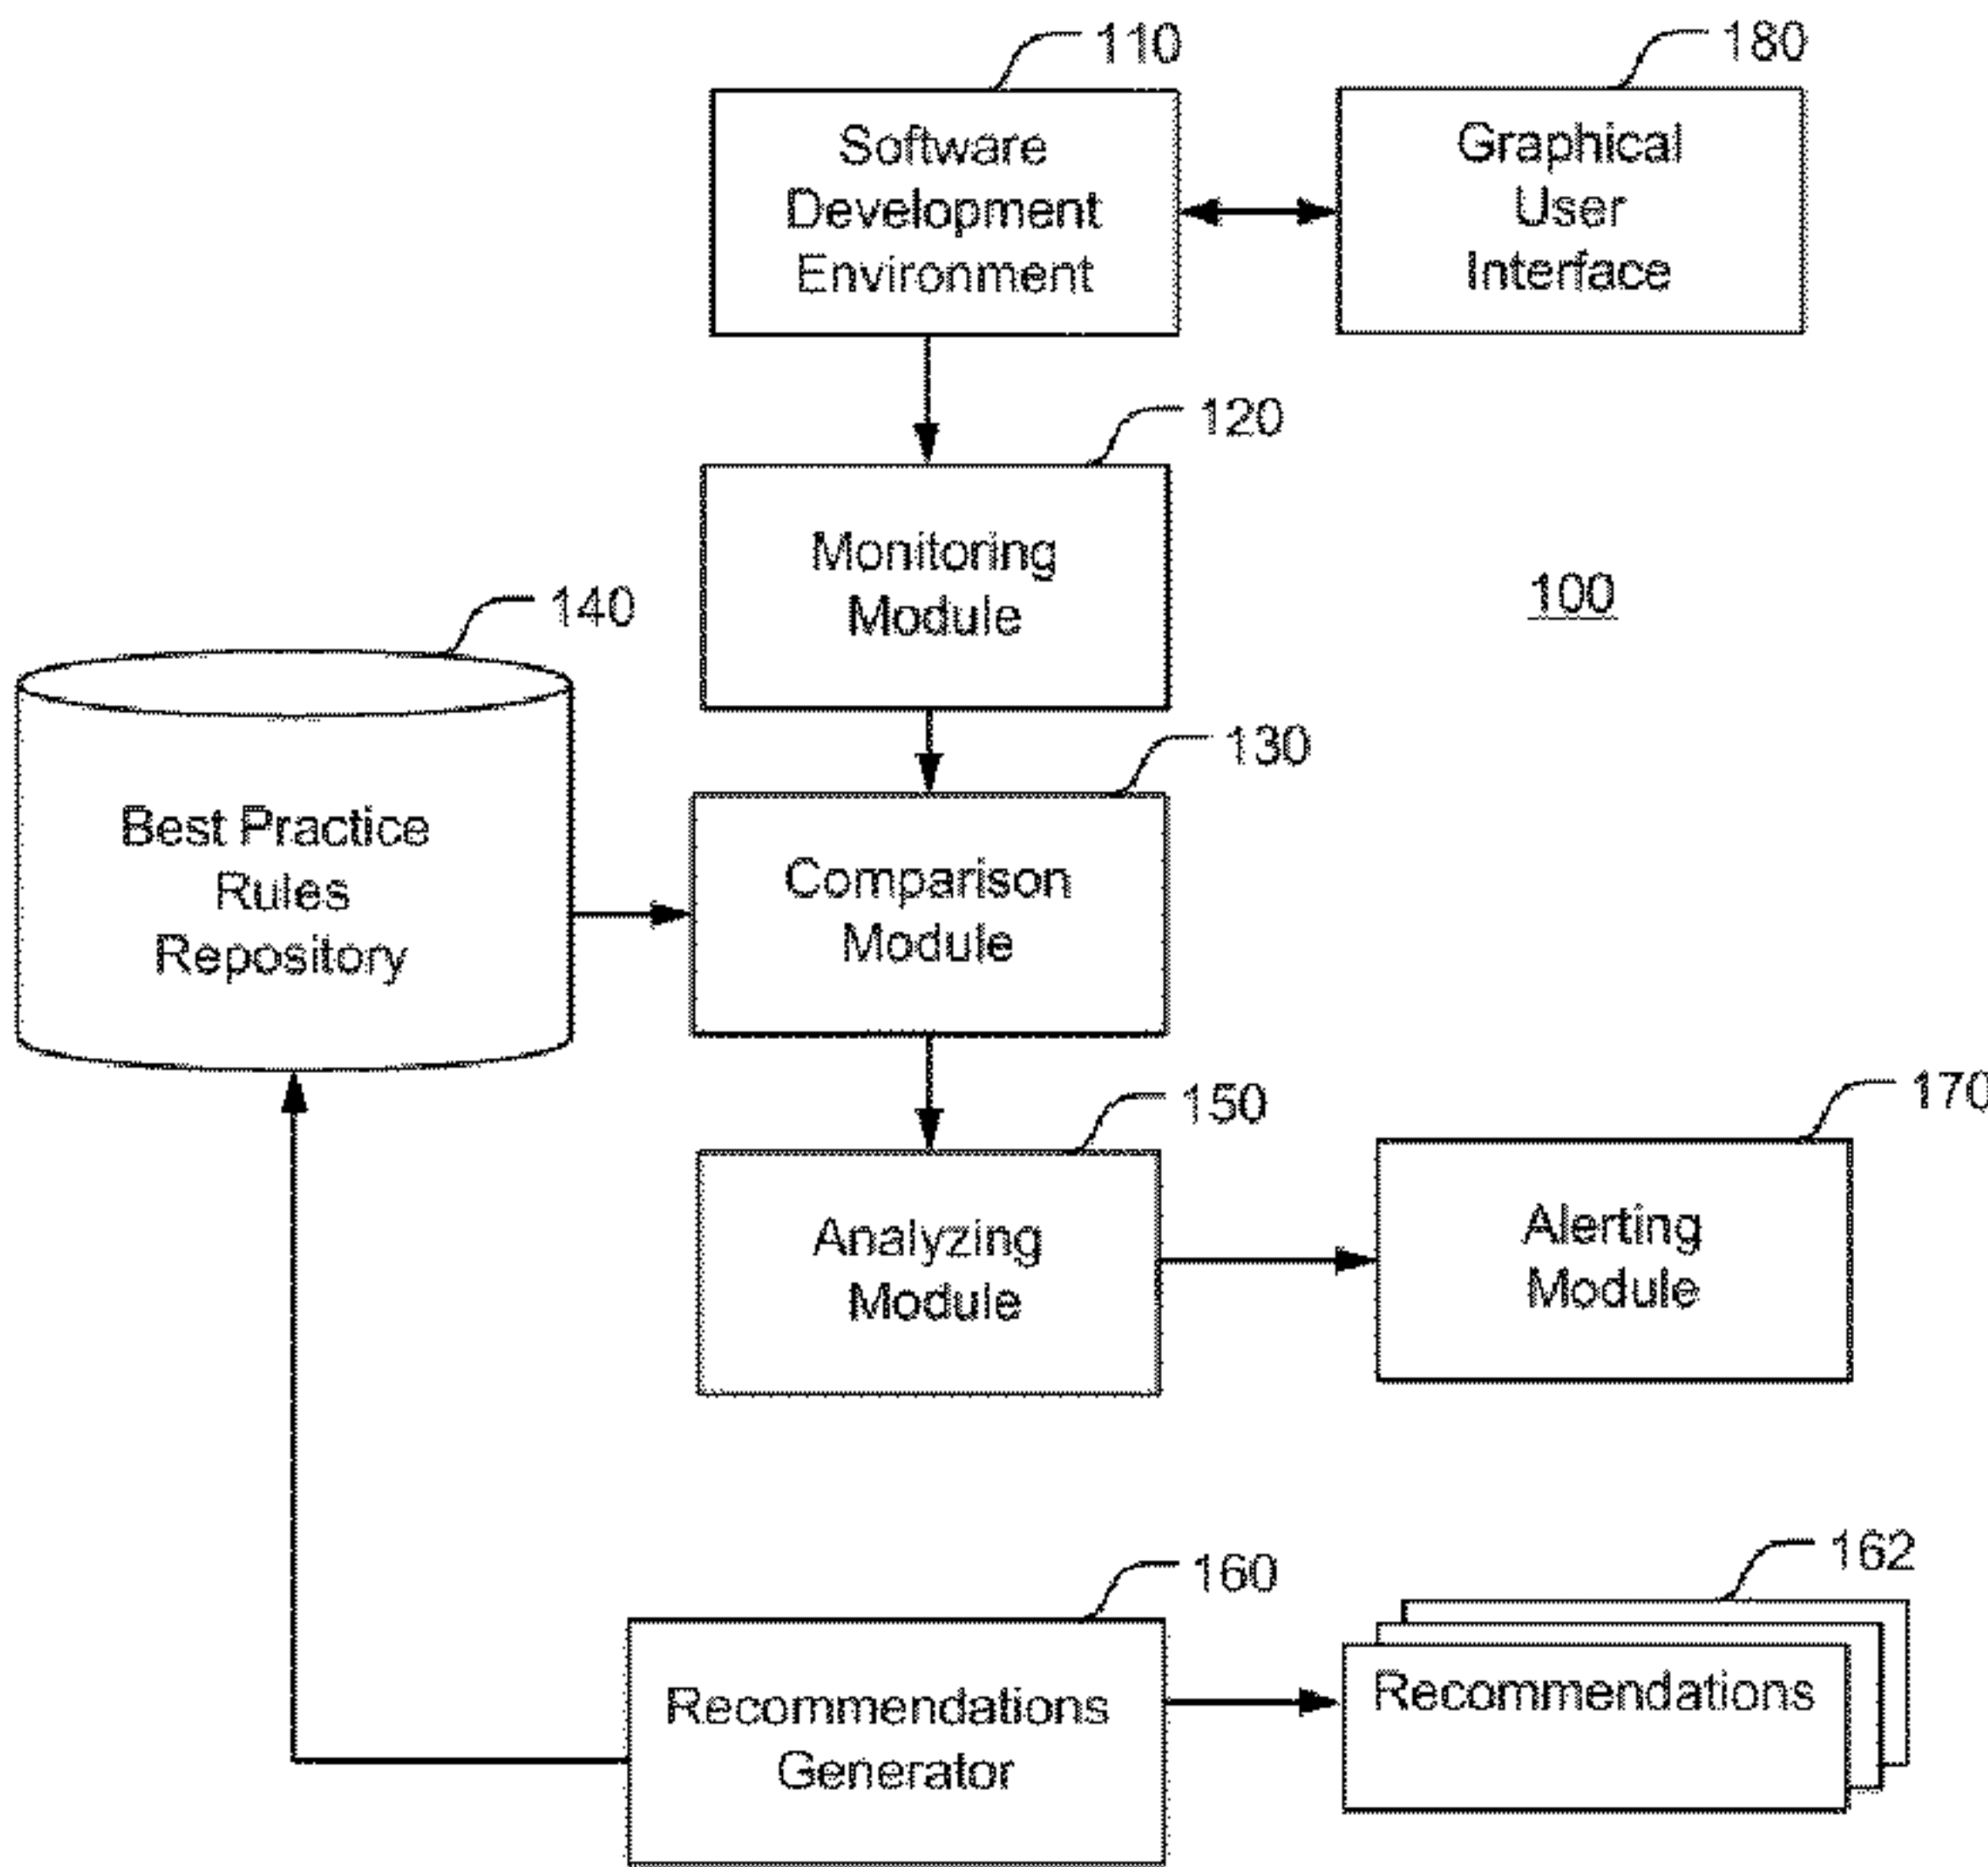 110
180
Software
Development
Environment
Graphical
User
Interface
120
Monitoring
Module
100
140
130
Best Practice
Rules
Repository
Comparison
Module
150
170
Analyzing
Module
Alerting
Module
160
162
Recommendations
Generator
Recommendations